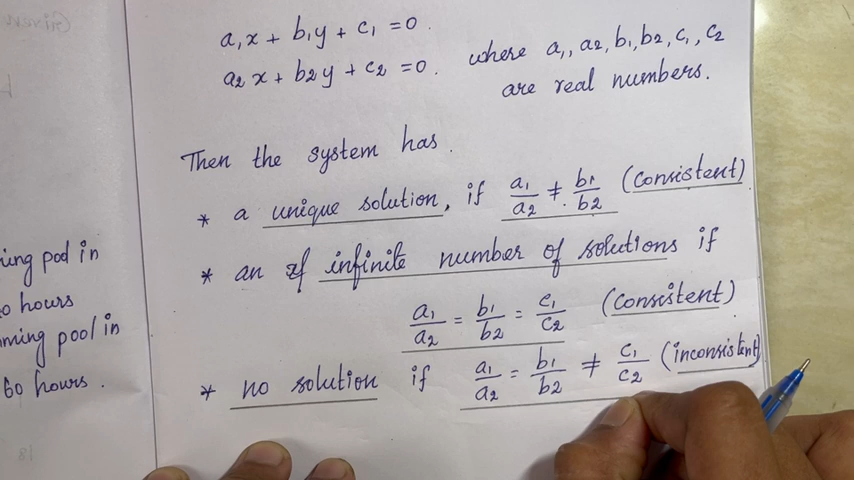 a₁x + b₁y + c₁ = 0.
a₂x + b₂y + c₂ = 0. where a₁, a₂, b₁, b₂, c₁, c₂
are real numbers.
Then the system has.
* a unique solution, if a₁/a₂ ≠ b₁/b₂ (consistent)
* an infinite number of solutions if
a₁/a₂ = b₁/b₂ = c₁/c₂ (consistent)
* no solution if a₁/a₂ = b₁/b₂ ≠ c₁/c₂ (inconsistent)
pool in
hours
pool in
60 hours.